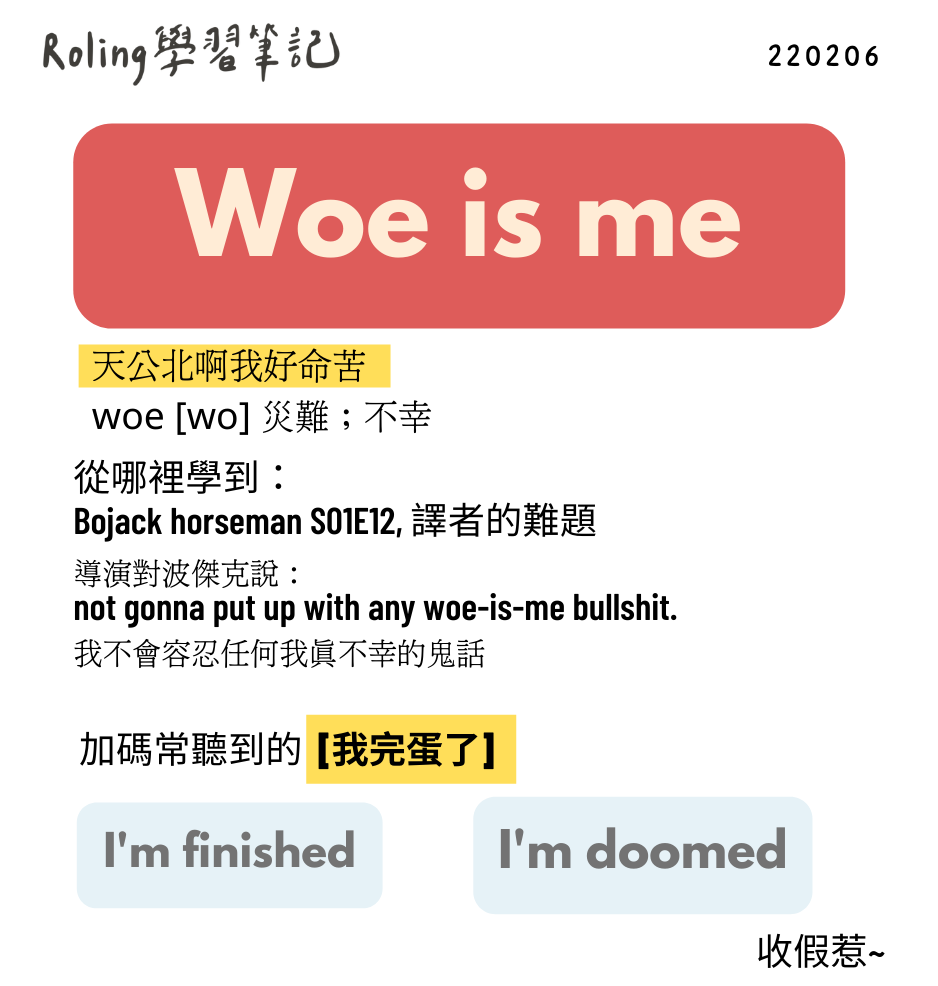 Roling學習筆記
220206
Woe is me
天公北啊我好命苦
woe [wo] 災難；不幸
從哪裡學到：
Bojack horseman S01E12, 譯者的難題
導演對波傑克說：
not gonna put up with any woe-is-me bullshit.
我不會容忍任何我眞不幸的鬼話
加碼常聽到的 [我完蛋了]
I'm finished
I'm doomed
收假惹~